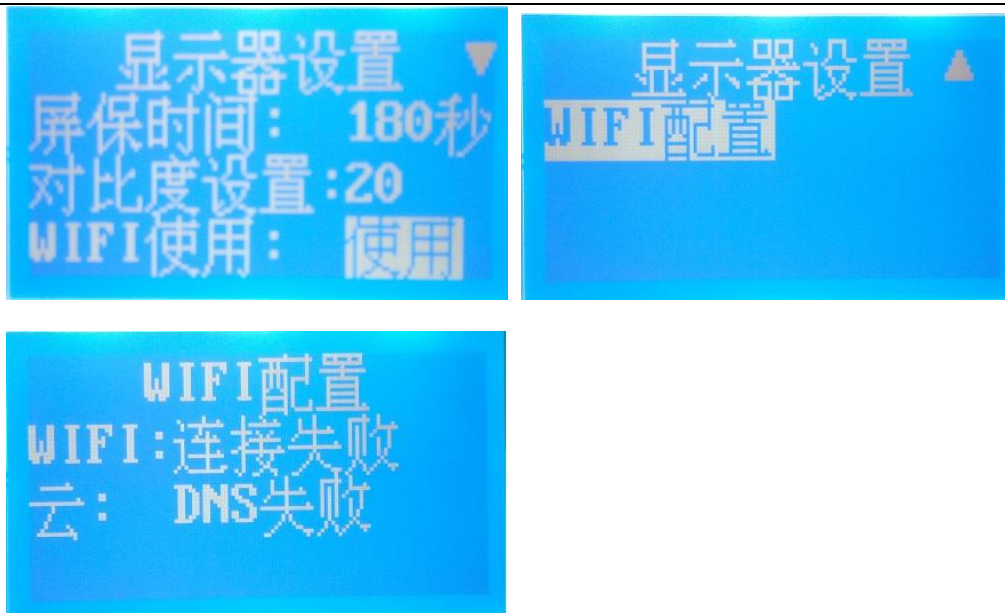 显示器设置 ▼
屏保时间: 180秒
对比度设置:20
WIFI使用: 使用
显示器设置 ▲
WIFI配置
WIFI配置
WIFI:连接失败
云: DNS失败